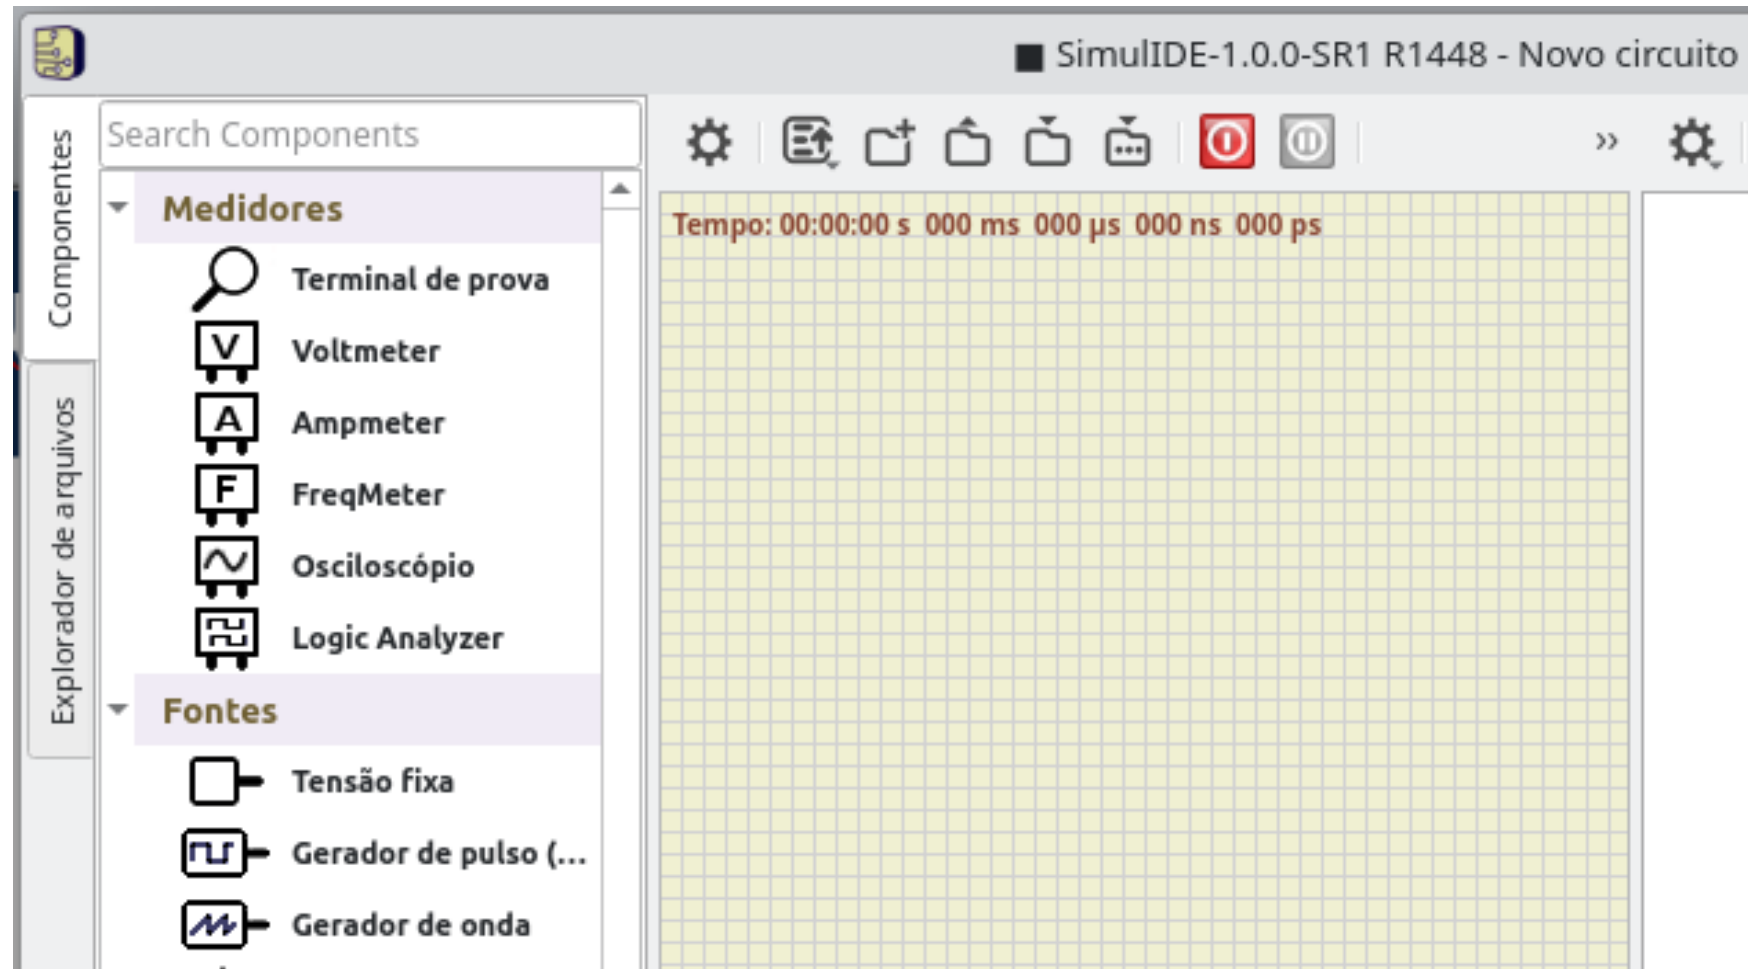 SimulIDE-1.0.0-SR1 R1448 - Novo circuito
Componentes
Explorador de arquivos
Search Components
Medidores
Terminal de prova
V
Voltmeter
A
Ampmeter
F
FreqMeter
Osciloscópio
Logic Analyzer
Fontes
Tensão fixa
Gerador de pulso (...
Gerador de onda
»
Tempo: 00:00:00 s 000 ms 000 µs 000 ns 000 ps